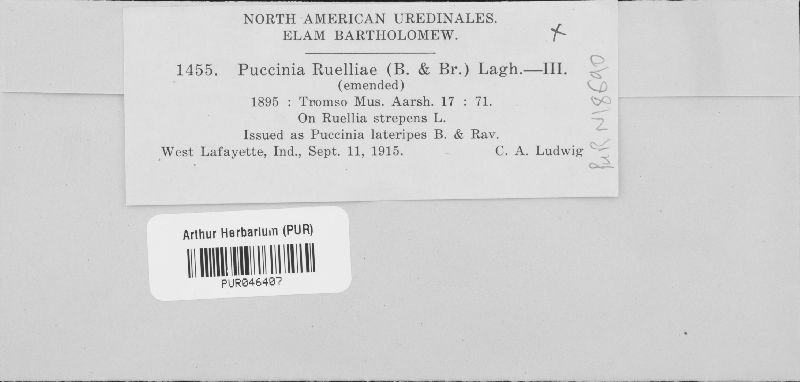 NORTH AMERICAN UREDINALES.
ELAM BARTHOLOMEW.
x
1455. Puccinia Ruelliae (B. & Br.) Lagh.—III.
(emended)
1895 : Tromso Mus. Aarsh. 17 : 71.
On Ruellia strepens L.
Issued as Puccinia lateripes B. & Rav.
West Lafayette, Ind., Sept. 11, 1915. C. A. Ludwig
PUR N18690
Arthur Herbarium (PUR)
PUR046407